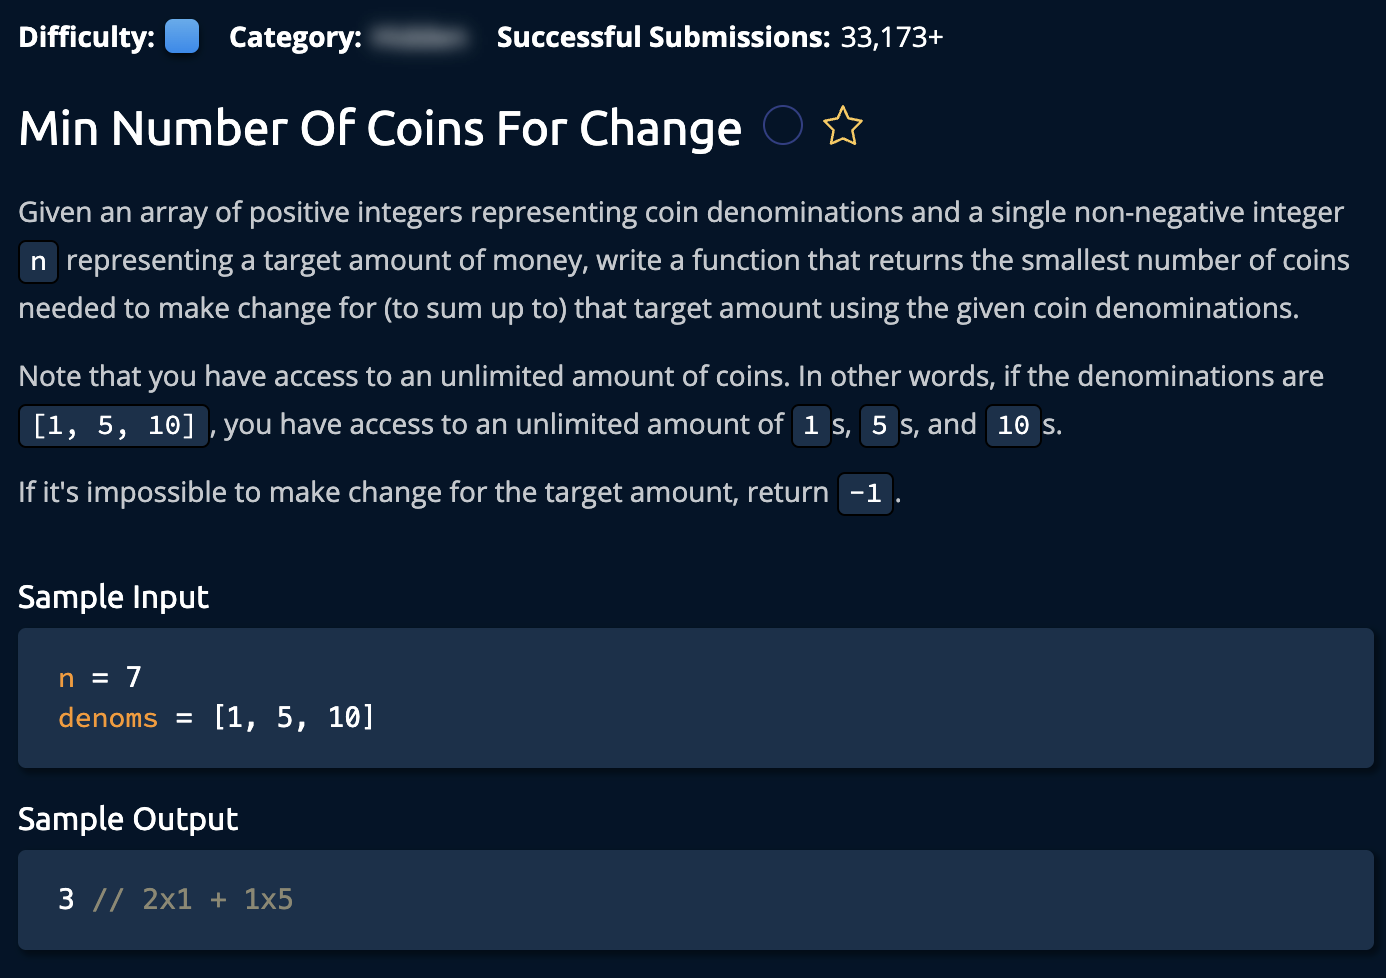 Difficulty: Category: Successful Submissions: 33,173+
Min Number Of Coins For Change
Given an array of positive integers representing coin denominations and a single non-negative integer
n representing a target amount of money, write a function that returns the smallest number of coins
needed to make change for (to sum up to) that target amount using the given coin denominations.
Note that you have access to an unlimited amount of coins. In other words, if the denominations are
[1, 5, 10], you have access to an unlimited amount of 1s, 5s, and 10s.
If it's impossible to make change for the target amount, return -1.
Sample Input
n = 7
denoms = [1, 5, 10]
Sample Output
3 // 2x1 + 1x5